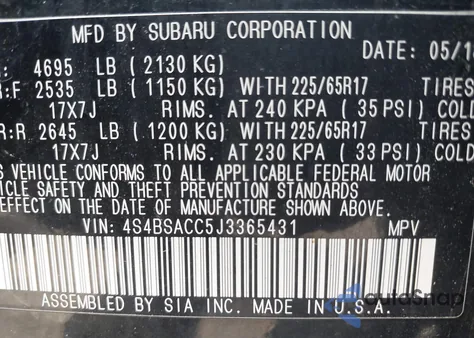 MFD BY SUBARU CORPORATION
DATE: 05/1
4695 LB ( 2130 KG)
:F 2535 LB ( 1150 KG) WITH 225/65R17 TIRES
17X7J RIMS. AT 240 KPA ( 35 PSI) COLD
R:R 2645 LB ( 1200 KG) WITH 225/65R17 TIRES
17X7J RIMS. AT 230 KPA ( 33 PSI) COLD
S VEHICLE CONFORMS TO ALL APPLICABLE FEDERAL MOTOR
HICLE SAFETY AND THEFT PREVENTION STANDARDS
DATE OF MANUFACTURE SHOWN ABOVE.
VIN: 4S4BSACC5J3365431 MPV
ASSEMBLED BY SIA INC. MADE IN U.S.A.
autoSnap